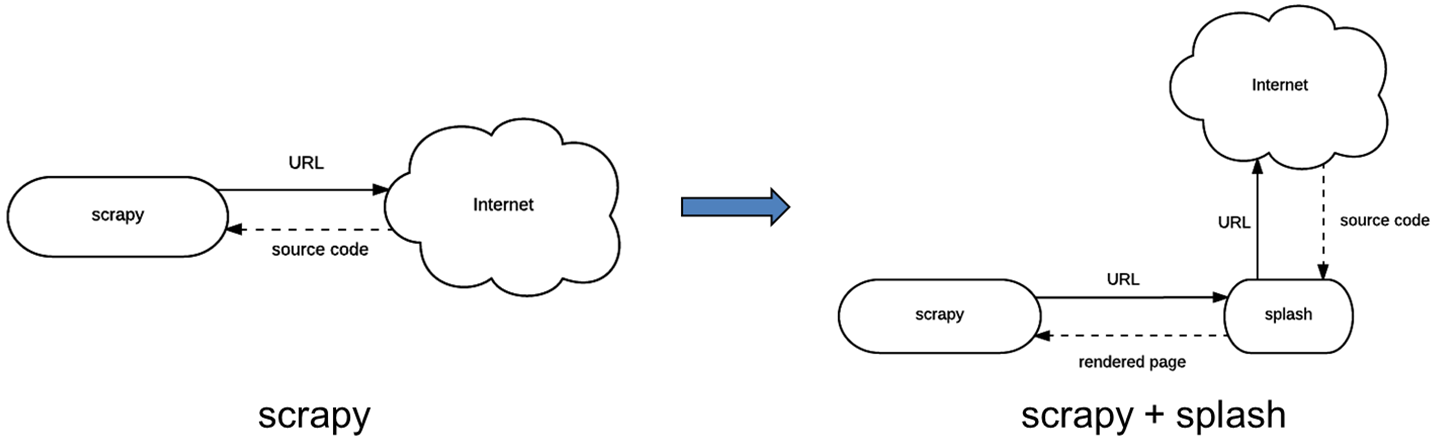 URL
scrapy
Internet
source code
scrapy
Internet
URL
source code
URL
scrapy
splash
rendered page
scrapy + splash